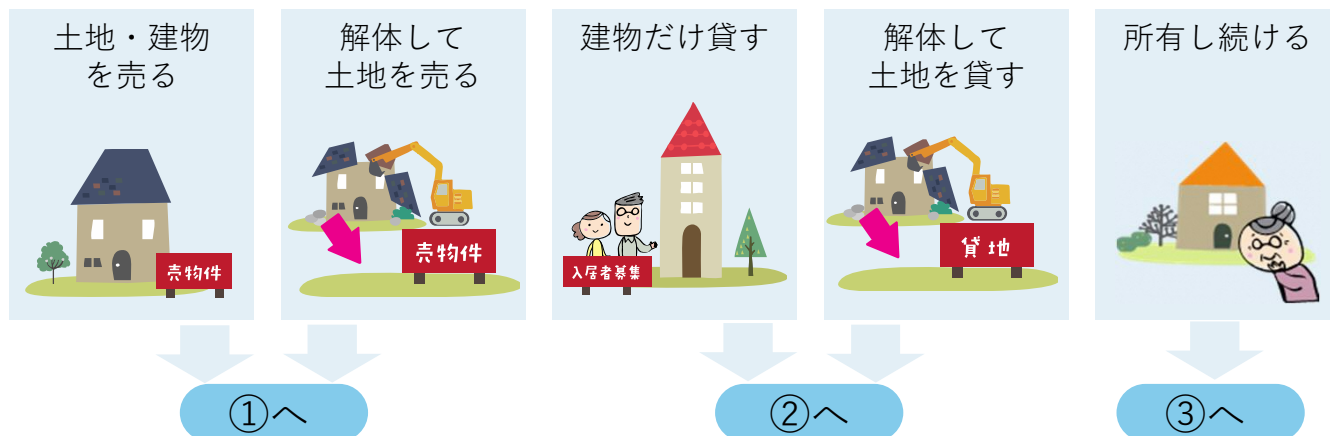 土地・建物
を売る
売物件
解体して
土地を売る
売物件
建物だけ貸す
入居者募集
解体して
土地を貸す
貸地
所有し続ける
①へ
②へ
③へ